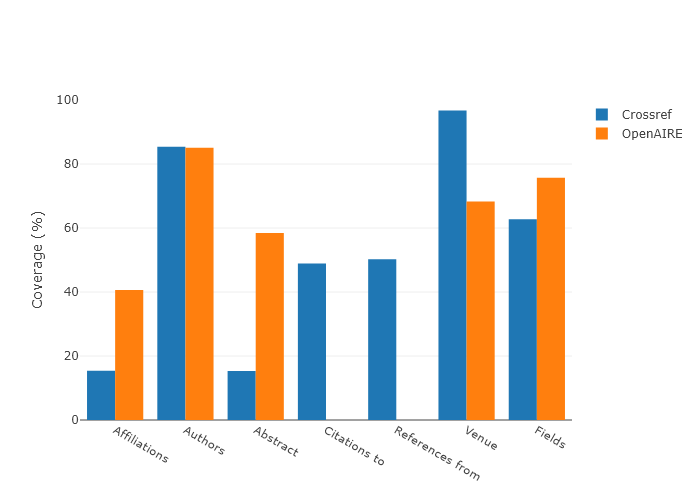 100
80
60
40
20
0
Coverage (%)
Affiliations
Authors
Abstract
Citations to
References from
Venue
Fields
Crossref
OpenAIRE